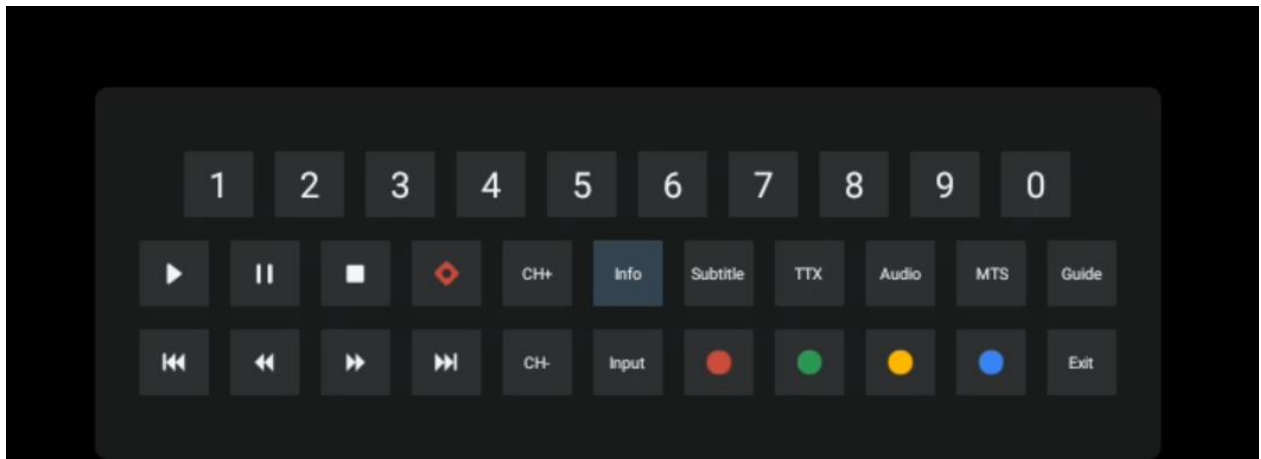 1 2 3 4 5 6 7 8 9 0
CH+ Info Subtitle TTX Audio MTS Guide
CH- Input Exit